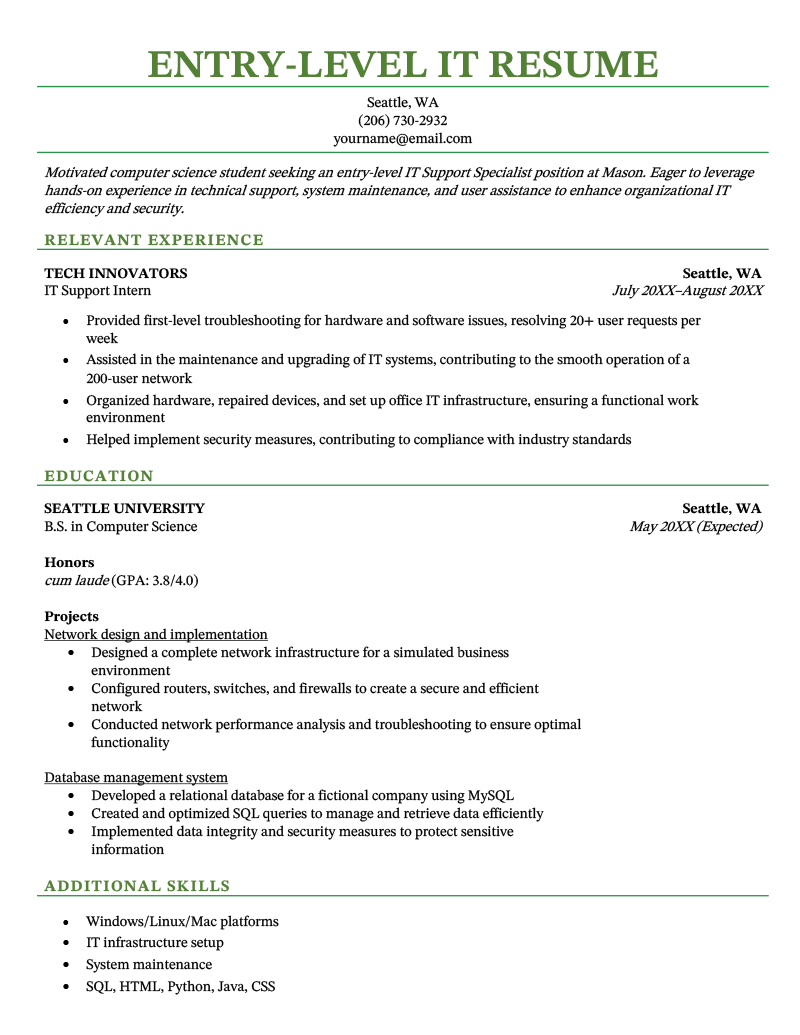 ENTRY-LEVEL IT RESUME
Seattle, WA
(206) 730-2932
yourname@email.com
Motivated computer science student seeking an entry-level IT Support Specialist position at Mason. Eager to leverage
hands-on experience in technical support, system maintenance, and user assistance to enhance organizational IT
efficiency and security.
RELEVANT EXPERIENCE
TECH INNOVATORS Seattle, WA
IT Support Intern July 20XX–August 20XX
• Provided first-level troubleshooting for hardware and software issues, resolving 20+ user requests per
week
• Assisted in the maintenance and upgrading of IT systems, contributing to the smooth operation of a
200-user network
• Organized hardware, repaired devices, and set up office IT infrastructure, ensuring a functional work
environment
• Helped implement security measures, contributing to compliance with industry standards
EDUCATION
SEATTLE UNIVERSITY Seattle, WA
B.S. in Computer Science May 20XX (Expected)
Honors
cum laude (GPA: 3.8/4.0)
Projects
Network design and implementation
• Designed a complete network infrastructure for a simulated business
environment
• Configured routers, switches, and firewalls to create a secure and efficient
network
• Conducted network performance analysis and troubleshooting to ensure optimal
functionality
Database management system
• Developed a relational database for a fictional company using MySQL
• Created and optimized SQL queries to manage and retrieve data efficiently
• Implemented data integrity and security measures to protect sensitive
information
ADDITIONAL SKILLS
• Windows/Linux/Mac platforms
• IT infrastructure setup
• System maintenance
• SQL, HTML, Python, Java, CSS